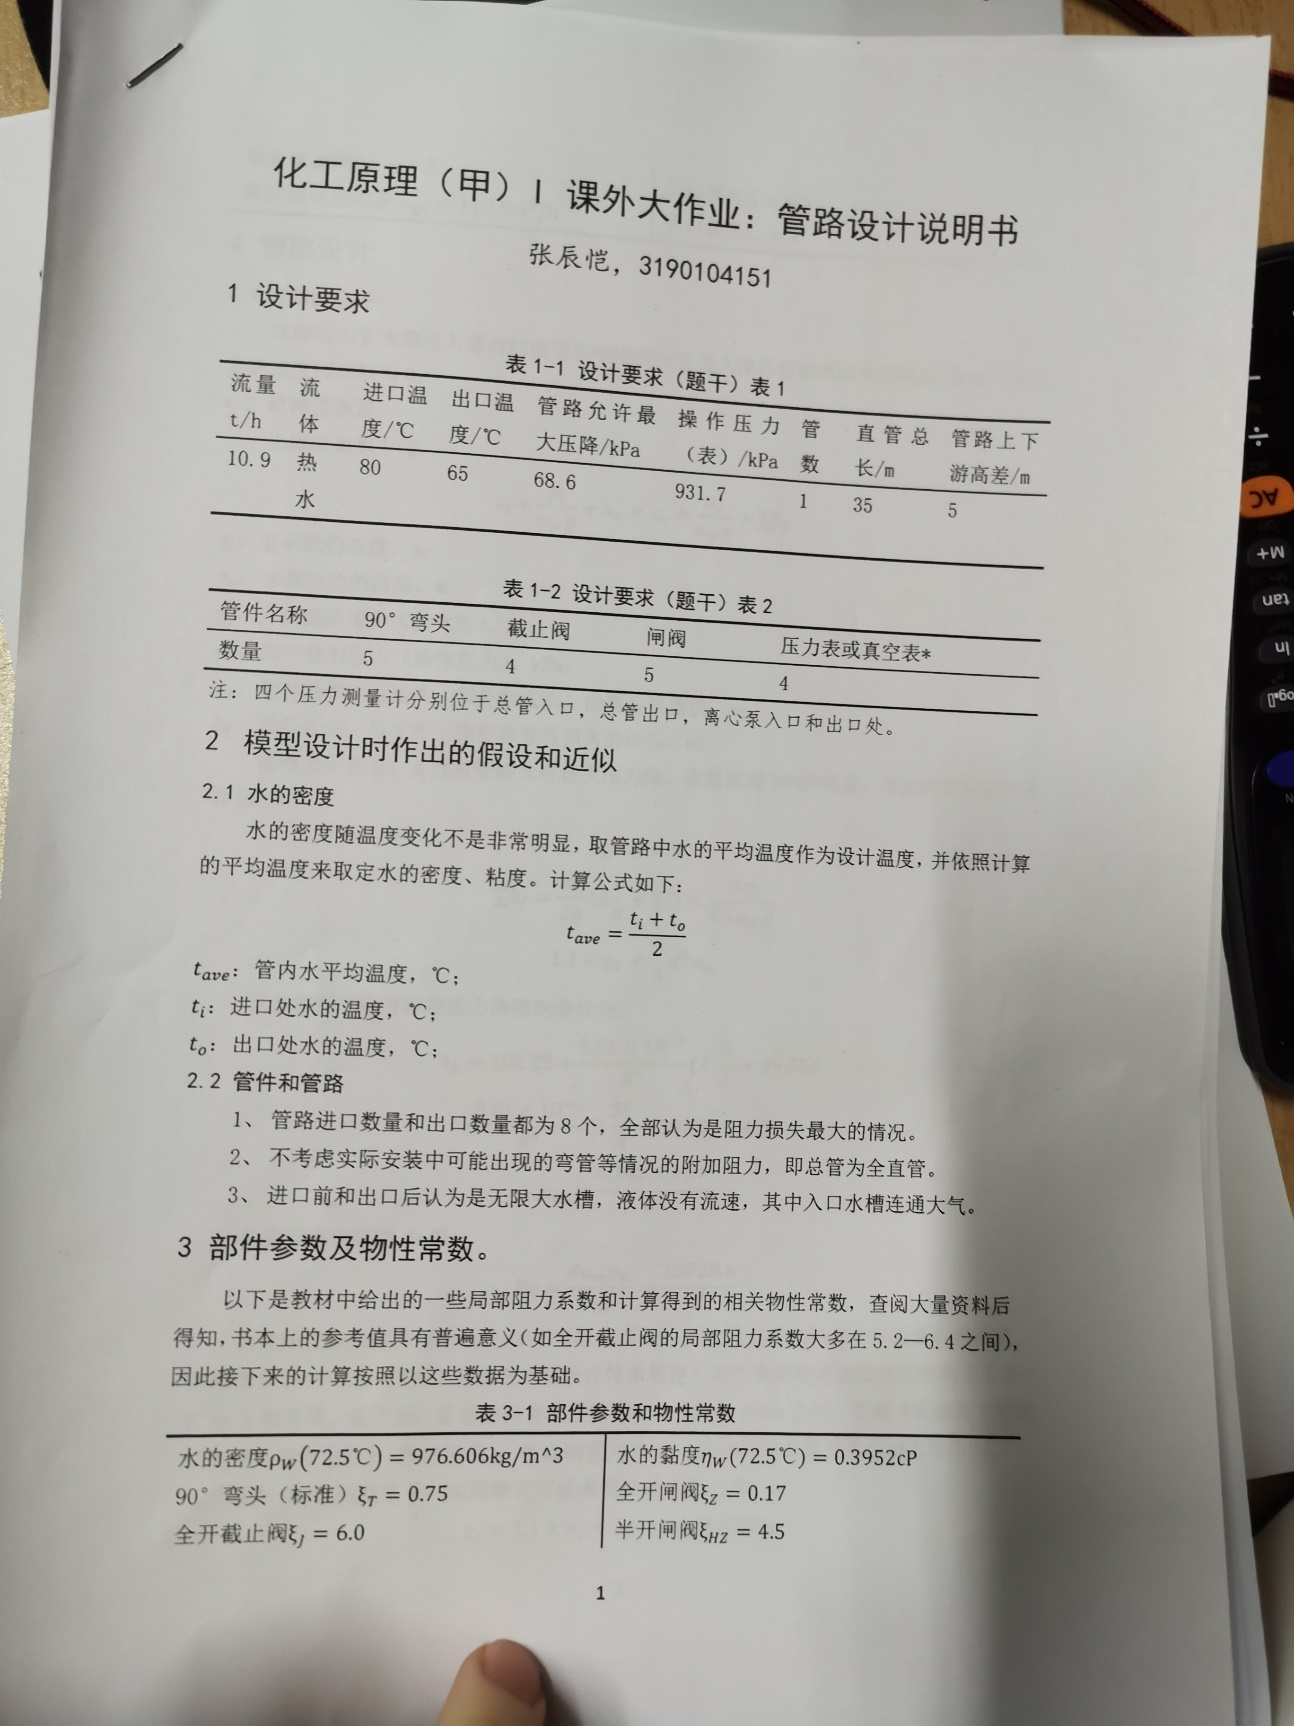 化工原理（甲）I 课外大作业：管路设计说明书
张辰恺，3190104151
1 设计要求
表 1-1 设计要求（题干）表 1
流量 t/h 流体 进口温度/℃ 出口温度/℃ 管路允许最大压降/kPa 操作压力（表）/kPa 管数 直管总长/m 管路上下游高差/m
10.9 热水 80 65 68.6 931.7 1 35 5
表 1-2 设计要求（题干）表 2
管件名称 90°弯头 截止阀 闸阀 压力表或真空表*
数量 5 4 5 4
注：四个压力测量计分别位于总管入口，总管出口，离心泵入口和出口处。
2 模型设计时作出的假设和近似
2.1 水的密度
水的密度随温度变化不是非常明显，取管路中水的平均温度作为设计温度，并依照计算
的平均温度来取定水的密度、粘度。计算公式如下：
t_ave = (t_i + t_o) / 2
t_ave：管内水平均温度，℃；
t_i：进口处水的温度，℃；
t_o：出口处水的温度，℃；
2.2 管件和管路
1、 管路进口数量和出口数量都为 8 个，全部认为是阻力损失最大的情况。
2、 不考虑实际安装中可能出现的弯管等情况的附加阻力，即总管为全直管。
3、 进口前和出口后认为是无限大水槽，液体没有流速，其中入口水槽连通大气。
3 部件参数及物性常数。
以下是教材中给出的一些局部阻力系数和计算得到的相关物性常数，查阅大量资料后
得知，书本上的参考值具有普遍意义（如全开截止阀的局部阻力系数大多在 5.2—6.4 之间），
因此接下来的计算按照以这些数据为基础。
表 3-1 部件参数和物性常数
水的密度ρ_W(72.5℃) = 976.606kg/m^3 水的黏度η_W(72.5℃) = 0.3952cP
90°弯头（标准）ξ_T = 0.75 全开闸阀ξ_Z = 0.17
全开截止阀ξ_J = 6.0 半开闸阀ξ_HZ = 4.5
1
AC
÷
M+
tan
ln